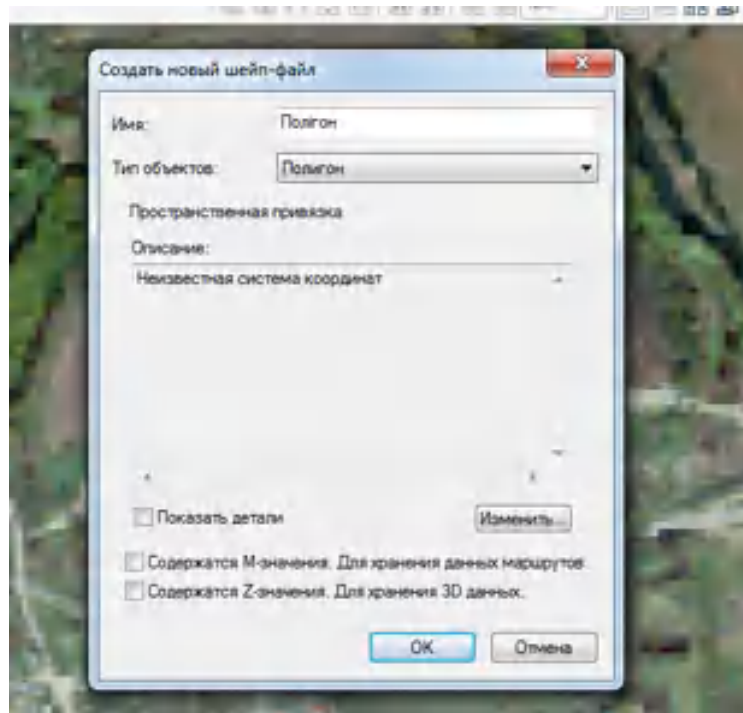 Создать новый шейп-файл
Имя: Полігон
Тип объектов: Полигон
Пространственная привязка
Описание:
Неизвестная система координат
Показать детали
Изменить...
Содержатся M-значения. Для хранения данных маршрутов.
Содержатся Z-значения. Для хранения 3D данных.
OK
Отмена